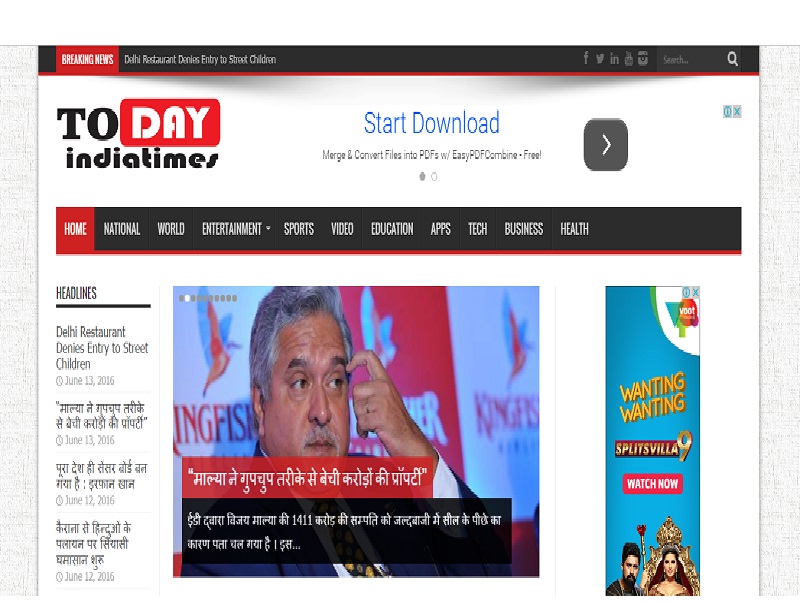 BREAKING NEWS Delhi Restaurant Denies Entry to Street Children
Search...
TO DAY
indiatimes
Start Download
Merge & Convert Files into PDFs w/ EasyPDFCombine - Free!
HOME NATIONAL WORLD ENTERTAINMENT SPORTS VIDEO EDUCATION APPS TECH BUSINESS HEALTH
HEADLINES
Delhi Restaurant
Denies Entry to Street
Children
June 13, 2016
"माल्या ने गुपचुप तरीके
से बेची करोड़ों की प्रॉपर्टी"
June 13, 2016
पूरा देश ही सेंसर बोर्ड बन
गया है : इरफ़ान खान
June 12, 2016
कैराना से हिन्दुओं के
पलायन पर सियासी
घमासान शुरू
June 12, 2016
KINGFISHER
KINGFISHER
"माल्या ने गुपचुप तरीके से बेची करोड़ों की प्रॉपर्टी"
ईडी द्वारा विजय माल्या की 1411 करोड़ की सम्पति को जल्दबाजी में सील के पीछे का
कारण पता चल गया है ! इस...
voot
WANTING
WANTING
SPLITSVILLA 9
WATCH NOW